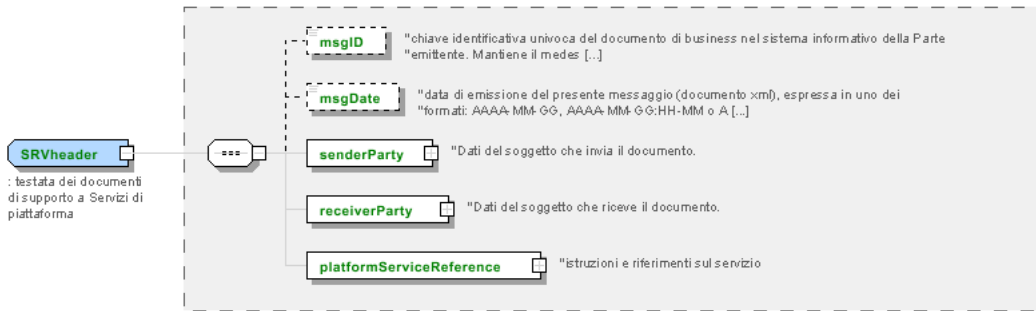 msgID
"chiave identificativa univoca del documento di business nel sistema informativo della Parte
"emittente. Mantiene il medes [...]
msgDate
"data di emissione del presente messaggio (documento xml), espressa in uno dei
"formati: AAAA-MM-GG, AAAA-MM-GG:HH-MM o A [...]
SRVheader
: testata dei documenti
di supporto a Servizi di
piattaforma
senderParty
"Dati del soggetto che invia il documento.
receiverParty
"Dati del soggetto che riceve il documento.
platformServiceReference
"istruzioni e riferimenti sul servizio